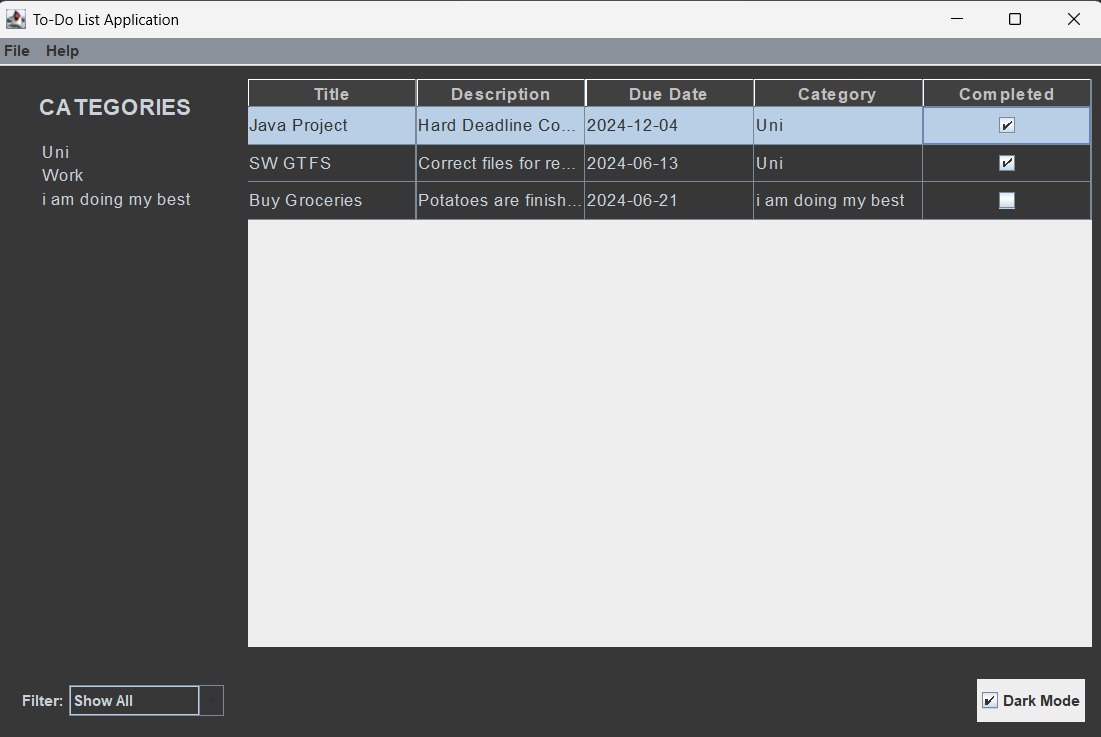 To-Do List Application
File Help
CATEGORIES
Uni
Work
i am doing my best
Title Description Due Date Category Completed
Java Project Hard Deadline Co... 2024-12-04 Uni
SW GTFS Correct files for re... 2024-06-13 Uni
Buy Groceries Potatoes are finish... 2024-06-21 i am doing my best
Filter: Show All
Dark Mode